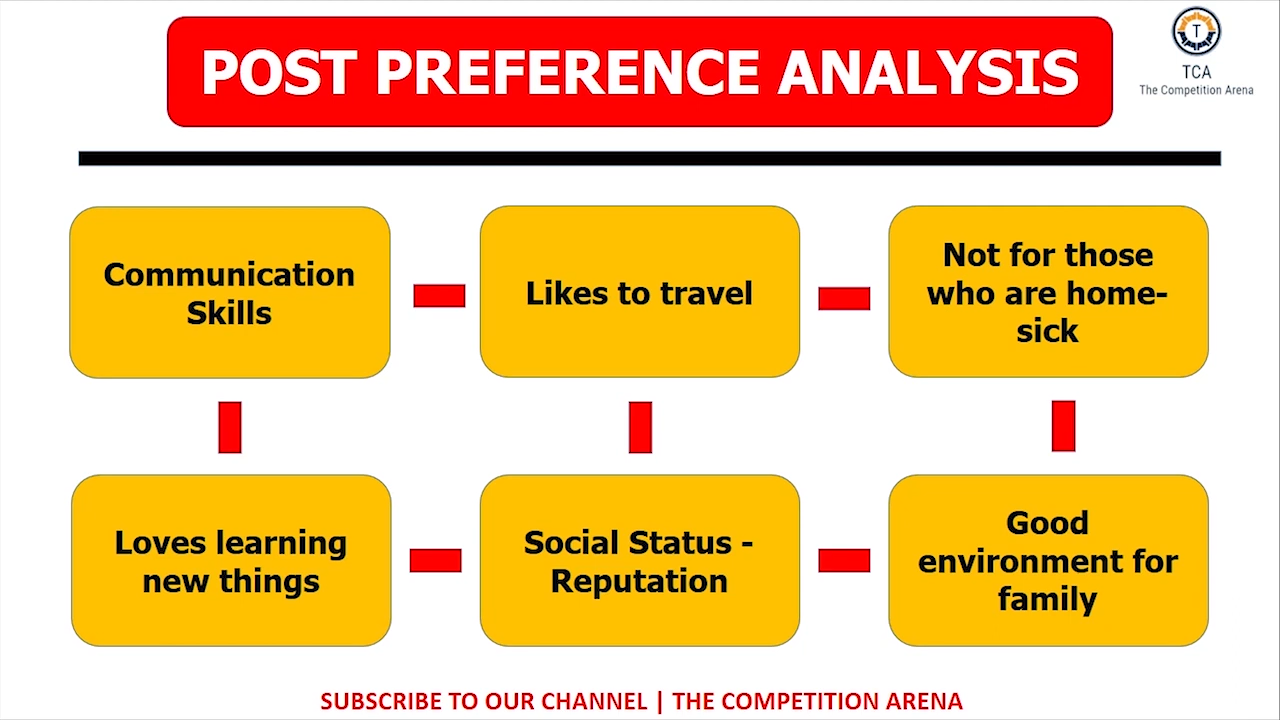 POST PREFERENCE ANALYSIS
T
TCA
The Competition Arena
Communication
Skills
Likes to travel
Not for those
who are home-
sick
Loves learning
new things
Social Status -
Reputation
Good
environment for
family
SUBSCRIBE TO OUR CHANNEL | THE COMPETITION ARENA